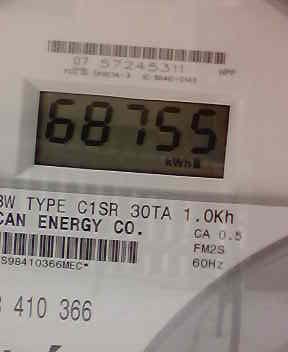 07 57245311
68755
kWh
3W TYPE C1SR 30TA 1.0Kh
CAN ENERGY CO.
CA 0.5
FM2S
S98410366MEC*
60Hz
410 366